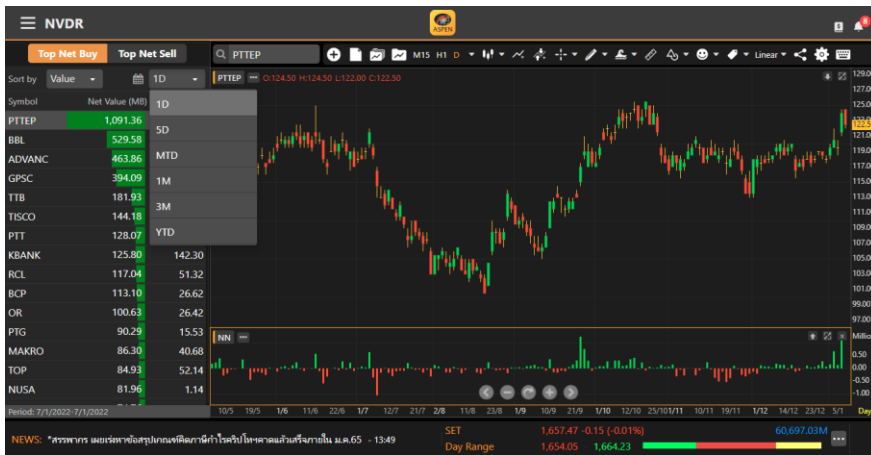 NVDR
ASPEN
8
Top Net Buy Top Net Sell
PTTEP
M15 H1 D
Linear
Sort by Value 1D
PTTEP O:124.50 H:124.50 L:122.00 C:122.50
Symbol Net Value (MB)
1D
5D
MTD
1M
3M
YTD
PTTEP 1,091.36
BBL 529.58
ADVANC 463.86
GPSC 394.09
TTB 181.93
TISCO 144.18
PTT 128.07
KBANK 125.80 142.30
RCL 117.04 51.32
BCP 113.10 26.62
OR 100.63 26.42
PTG 90.29 15.53
MAKRO 86.30 40.68
TOP 84.93 52.14
NUSA 81.96 1.14
129.0
127.0
125.0
122.5
119.0
117.0
115.0
113.0
111.0
109.0
107.0
105.0
103.0
101.0
99.00
97.00
NN
Millio
0.50
0.00
-0.50
-1.00
Period: 7/1/2022-7/1/2022
10/5 19/5 1/6 11/6 22/6 1/7 12/7 21/7 2/8 11/8 23/8 1/9 10/9 21/9 1/10 12/10 25/10 1/11 10/11 19/11 1/12 14/12 23/12 5/1 Day
NEWS: *สรรพากร เผยเร่งหาข้อสรุปเกณฑ์คิดภาษีกำไรคริปโทฯคาดแล้วเสร็จภายใน ม.ค.65 - 13:49
SET 1,657.47 -0.15 (-0.01%) 60,697.03M
Day Range 1,654.05 1,664.23